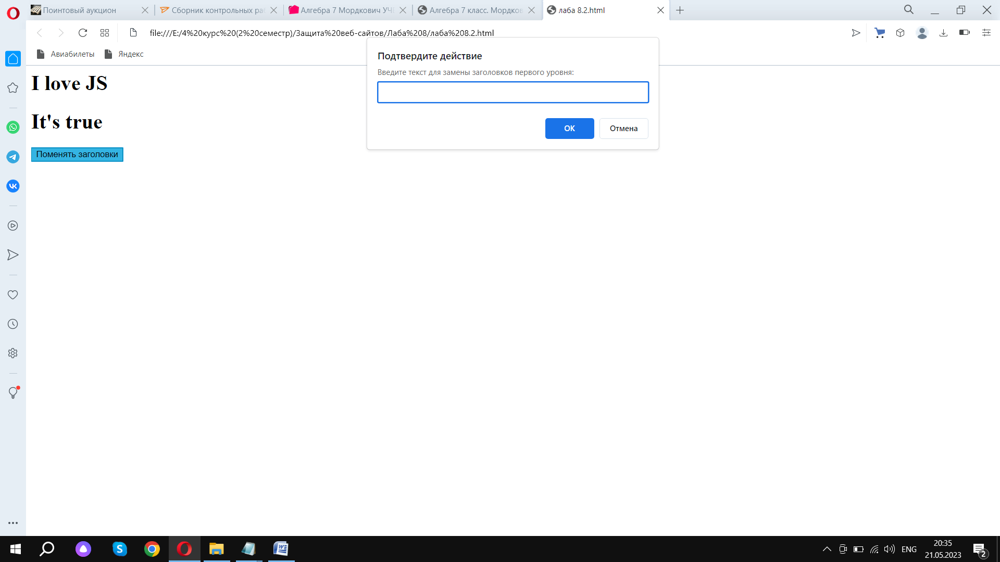 Поинтовый аукцион
Сборник контрольных ра
Алгебра 7 Мордкович УЧ
Алгебра 7 класс. Мордков
лаба 8.2.html
file:///E:/4%20курс%20(2%20семестр)/Защита%20веб-сайтов/Лаба%208/лаба%208.2.html
Авиабилеты
Яндекс
Подтвердите действие
Введите текст для замены заголовков первого уровня:
ОК
Отмена
I love JS
It's true
Поменять заголовки
ENG
20:35
21.05.2023
2